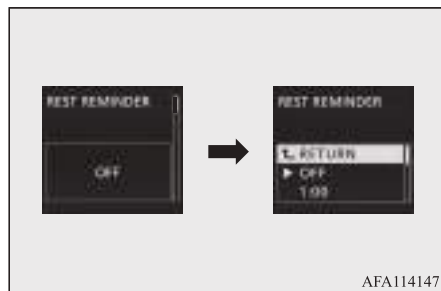 REST REMINDER
OFF
REST REMINDER
RETURN
OFF
1:00
AFA114147